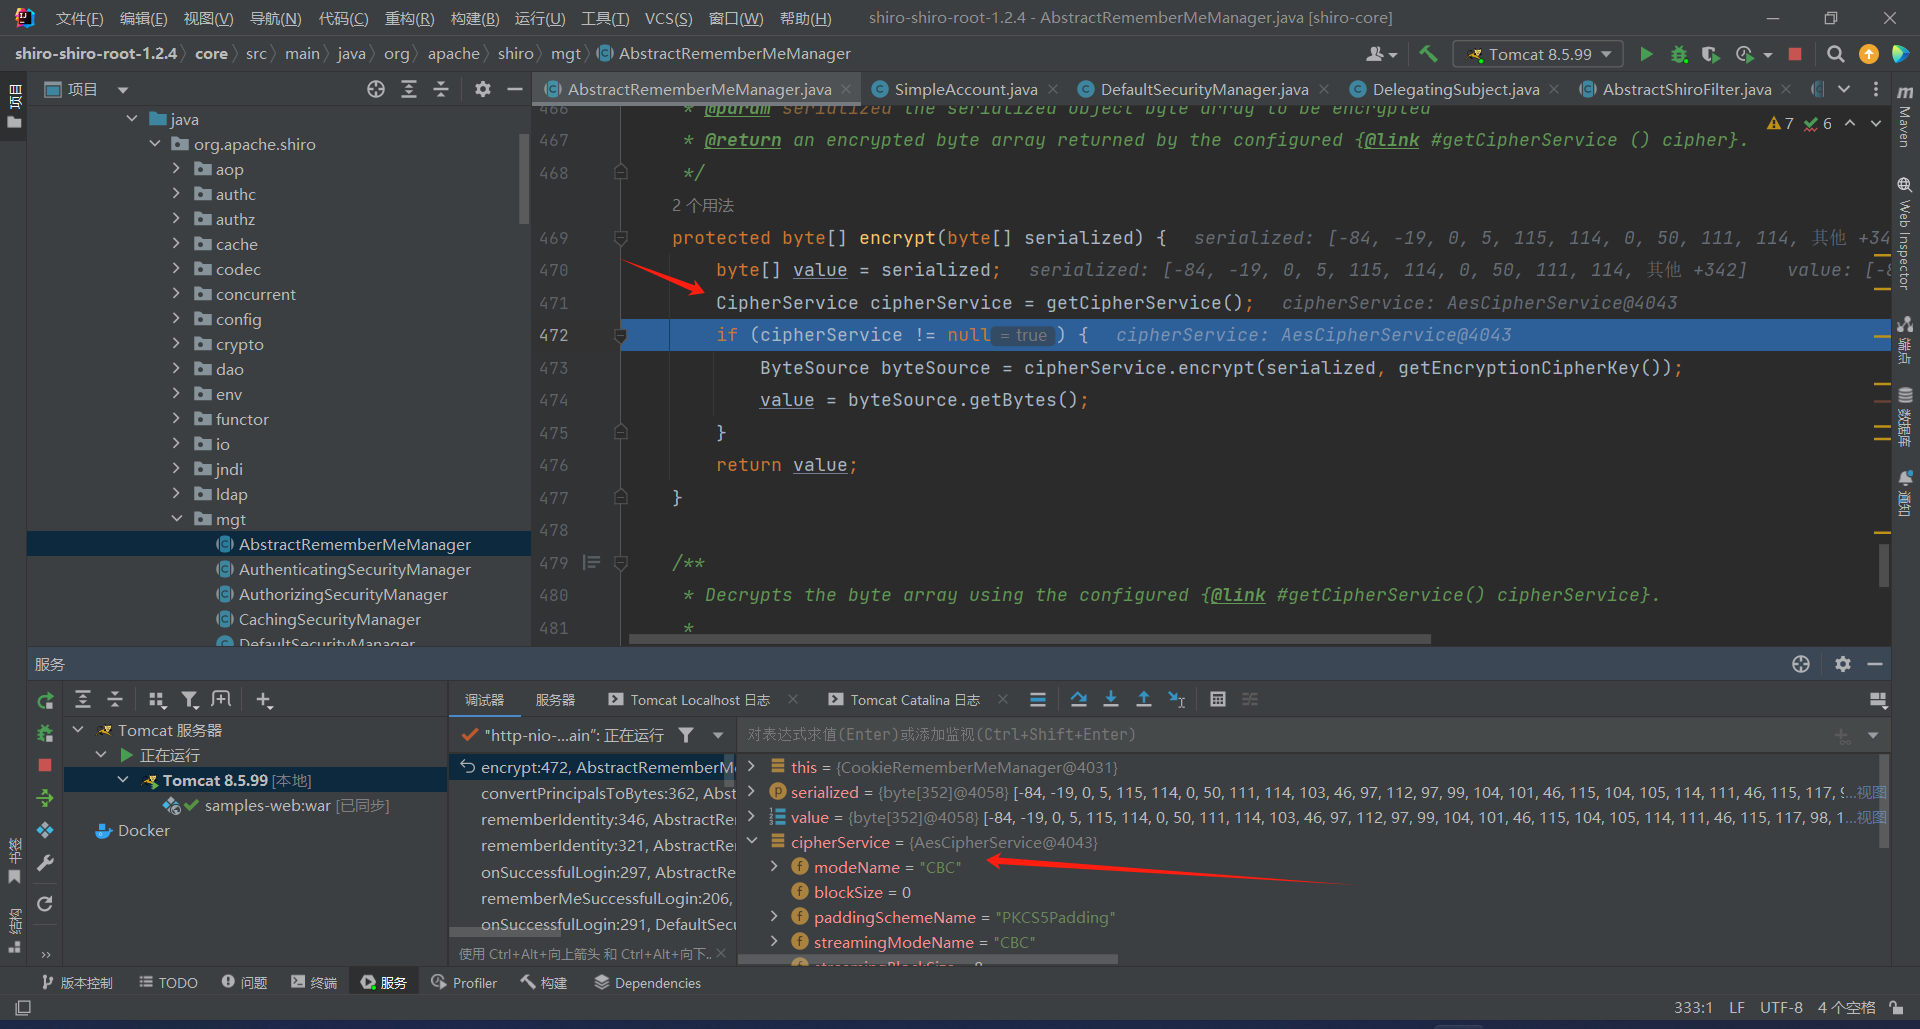 文件(F) 编辑(E) 视图(V) 导航(N) 代码(C) 重构(R) 构建(B) 运行(U) 工具(T) VCS(S) 窗口(W) 帮助(H) shiro-shiro-root-1.2.4 - AbstractRememberMeManager.java [shiro-core]
shiro-shiro-root-1.2.4 core src main java org apache shiro mgt AbstractRememberMeManager Tomcat 8.5.99
项目
项目
AbstractRememberMeManager.java SimpleAccount.java DefaultSecurityManager.java DelegatingSubject.java AbstractShiroFilter.java
java
org.apache.shiro
aop
authc
authz
cache
codec
concurrent
config
crypto
dao
env
functor
io
jndi
ldap
mgt
AbstractRememberMeManager
AuthenticatingSecurityManager
AuthorizingSecurityManager
CachingSecurityManager
DefaultSecurityManager
466 * @param serialized the serialized object byte array to be encrypted
467 * @return an encrypted byte array returned by the configured {@link #getCipherService () cipher}.
468 */
2 个用法
469 protected byte[] encrypt(byte[] serialized) { serialized: [-84, -19, 0, 5, 115, 114, 0, 50, 111, 114, 其他 +34
470 byte[] value = serialized; serialized: [-84, -19, 0, 5, 115, 114, 0, 50, 111, 114, 其他 +342] value: [-8
471 CipherService cipherService = getCipherService(); cipherService: AesCipherService@4043
472 if (cipherService != null = true ) { cipherService: AesCipherService@4043
473 ByteSource byteSource = cipherService.encrypt(serialized, getEncryptionCipherKey());
474 value = byteSource.getBytes();
475 }
476 return value;
477 }
478
479 /**
480 * Decrypts the byte array using the configured {@link #getCipherService() cipherService}.
481 *
7 6
Maven
Web Inspector
端点
数据库
通知
服务
Tomcat 服务器
正在运行
Tomcat 8.5.99 [本地]
samples-web:war [已同步]
Docker
书签
结构
调试器 服务器 Tomcat Localhost 日志 Tomcat Catalina 日志
"http-nio-...ain": 正在运行
encrypt:472, AbstractRememberM
convertPrincipalsToBytes:362, Abst
rememberIdentity:346, AbstractRe
rememberIdentity:321, AbstractRe
onSuccessfulLogin:297, AbstractRe
rememberMeSuccessfulLogin:206,
onSuccessfulLogin:291, DefaultSecu
使用 Ctrl+Alt+向上箭头 和 Ctrl+Alt+向下..
对表达式求值(Enter)或添加监视(Ctrl+Shift+Enter)
this = {CookieRememberMeManager@4031}
serialized = {byte[352]@4058} [-84, -19, 0, 5, 115, 114, 0, 50, 111, 114, 103, 46, 97, 112, 97, 99, 104, 101, 46, 115, 104, 105, 114, 111, 46, 115, 117, 9...视图
value = {byte[352]@4058} [-84, -19, 0, 5, 115, 114, 0, 50, 111, 114, 103, 46, 97, 112, 97, 99, 104, 101, 46, 115, 104, 105, 114, 111, 46, 115, 117, 98, 1...视图
cipherService = {AesCipherService@4043}
modeName = "CBC"
blockSize = 0
paddingSchemeName = "PKCS5Padding"
streamingModeName = "CBC"
streamingBlockSize = 8
版本控制 TODO 问题 终端 服务 Profiler 构建 Dependencies
333:1 LF UTF-8 4 个空格